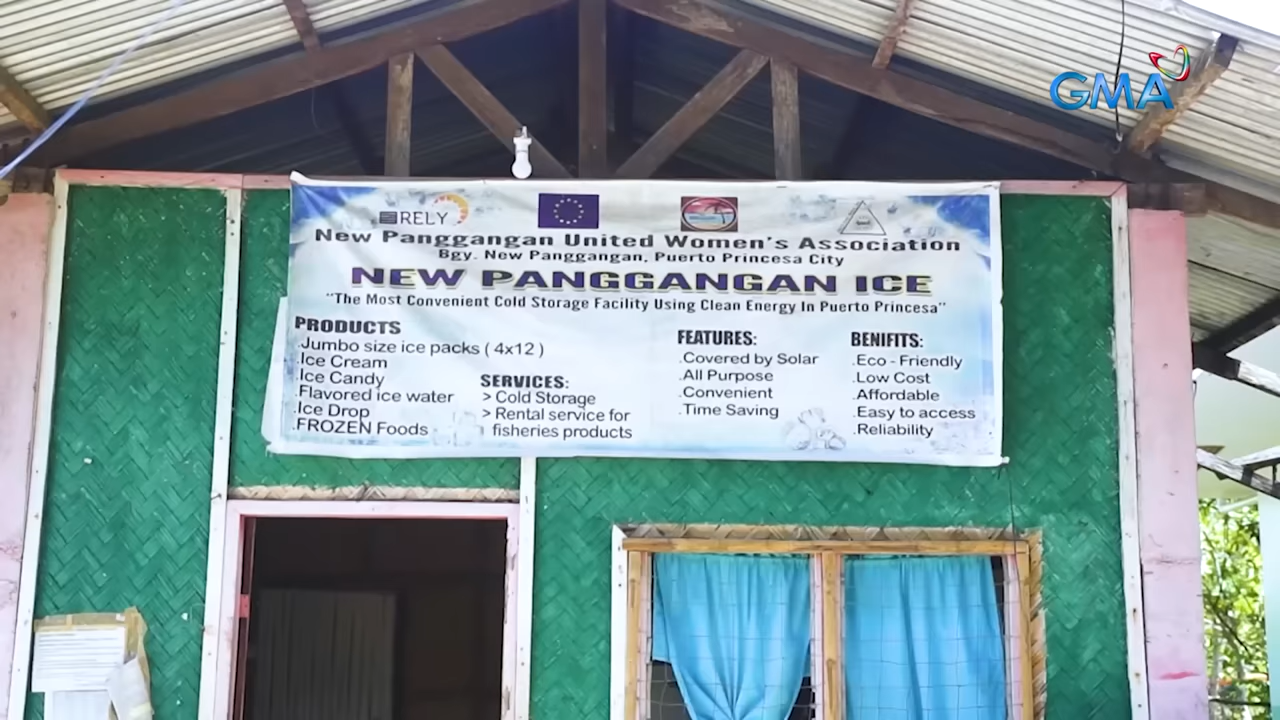 GMA
RELY
New Panggangan United Women's Association
Bgy. New Panggangan, Puerto Princesa City
NEW PANGGANGAN ICE
"The Most Convenient Cold Storage Facility Using Clean Energy In Puerto Princesa"
PRODUCTS
.Jumbo size ice packs ( 4x12 )
.Ice Cream
.Ice Candy
.Flavored ice water
.Ice Drop
.FROZEN Foods
SERVICES:
> Cold Storage
> Rental service for
fisheries products
FEATURES:
.Covered by Solar
.All Purpose
.Convenient
.Time Saving
BENIFITS:
.Eco - Friendly
.Low Cost
.Affordable
.Easy to access
.Reliability